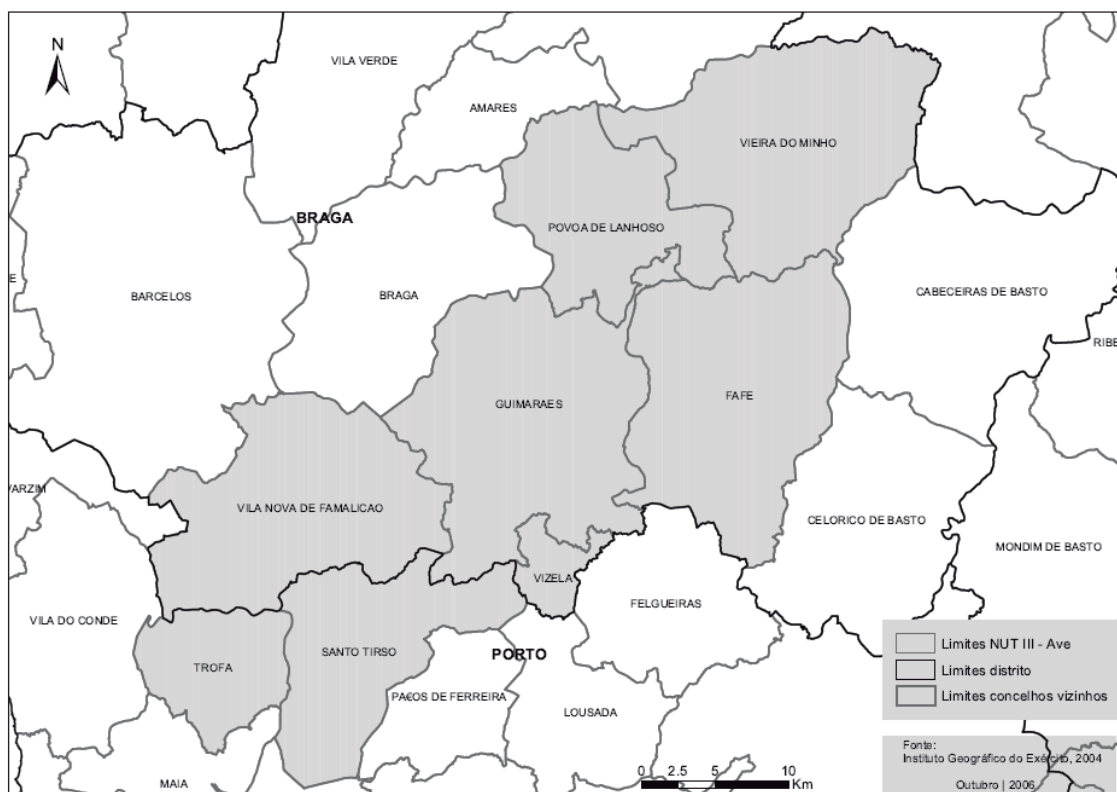 N
VILA VERDE
AMARES
VIEIRA DO MINHO
BRAGA
POVOA DE LANHOSO
E
BARCELOS
BRAGA
CABECEIRAS DE BASTO
RIBE
GUIMARAES
FAFE
VARZIM
VILA NOVA DE FAMALICAO
CELORICO DE BASTO
MONDIM DE BASTO
VIZELA
FELGUEIRAS
VILA DO CONDE
TROFA
SANTO TIRSO
PORTO
PAÇOS DE FERREIRA
LOUSADA
MAIA
Limites NUT III - Ave
Limites distrito
Limites concelhos vizinhos
Fonte:
Instituto Geográfico do Exército, 2004
Outubro | 2006
0 2.5 5 10
Km